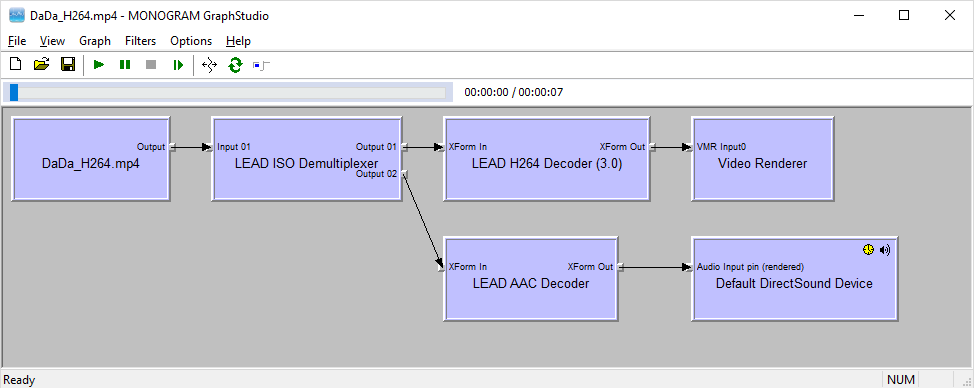 DaDa_H264.mp4 - MONOGRAM GraphStudio
File View Graph Filters Options Help
00:00:00 / 00:00:07
Output
DaDa_H264.mp4
Input 01 Output 01
LEAD ISO Demultiplexer
Output 02
XForm In XForm Out
LEAD H264 Decoder (3.0)
VMR Input0
Video Renderer
XForm In XForm Out
LEAD AAC Decoder
Audio Input pin (rendered)
Default DirectSound Device
Ready NUM